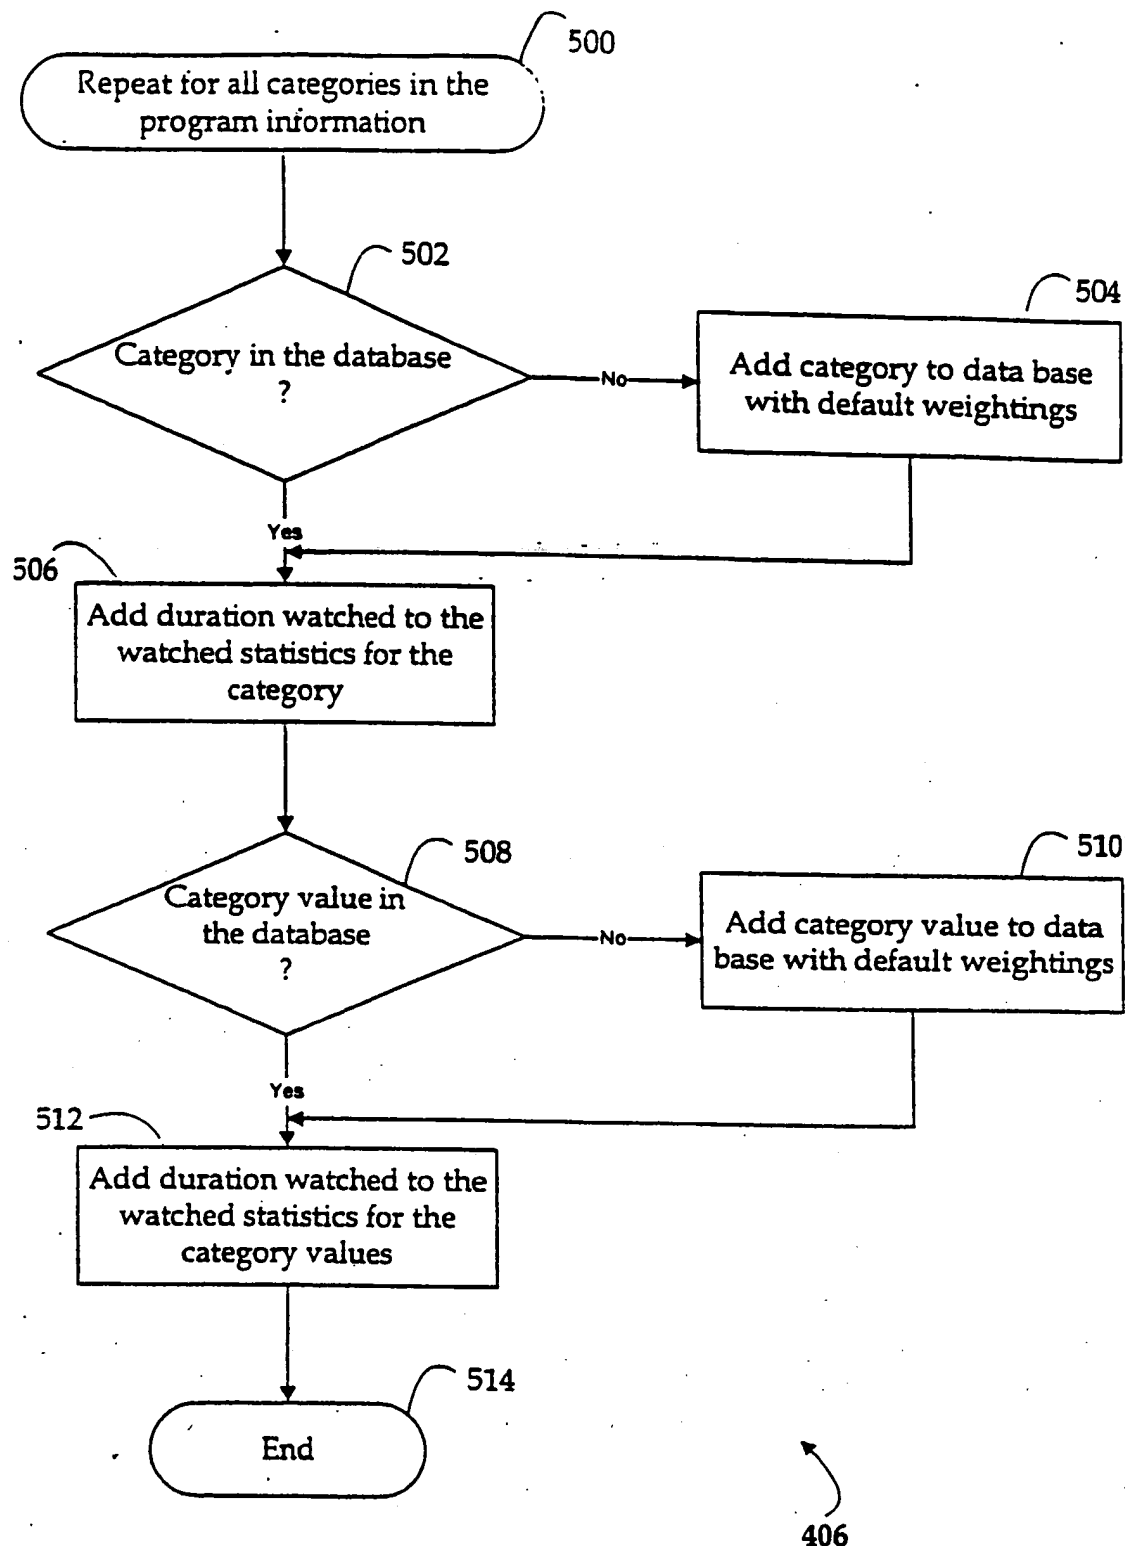 500
Repeat for all categories in the
program information
502
Category in the database
?
No
504
Add category to data base
with default weightings
Yes
506
Add duration watched to the
watched statistics for the
category
508
Category value in
the database
?
No
510
Add category value to data
base with default weightings
Yes
512
Add duration watched to the
watched statistics for the
category values
514
End
406